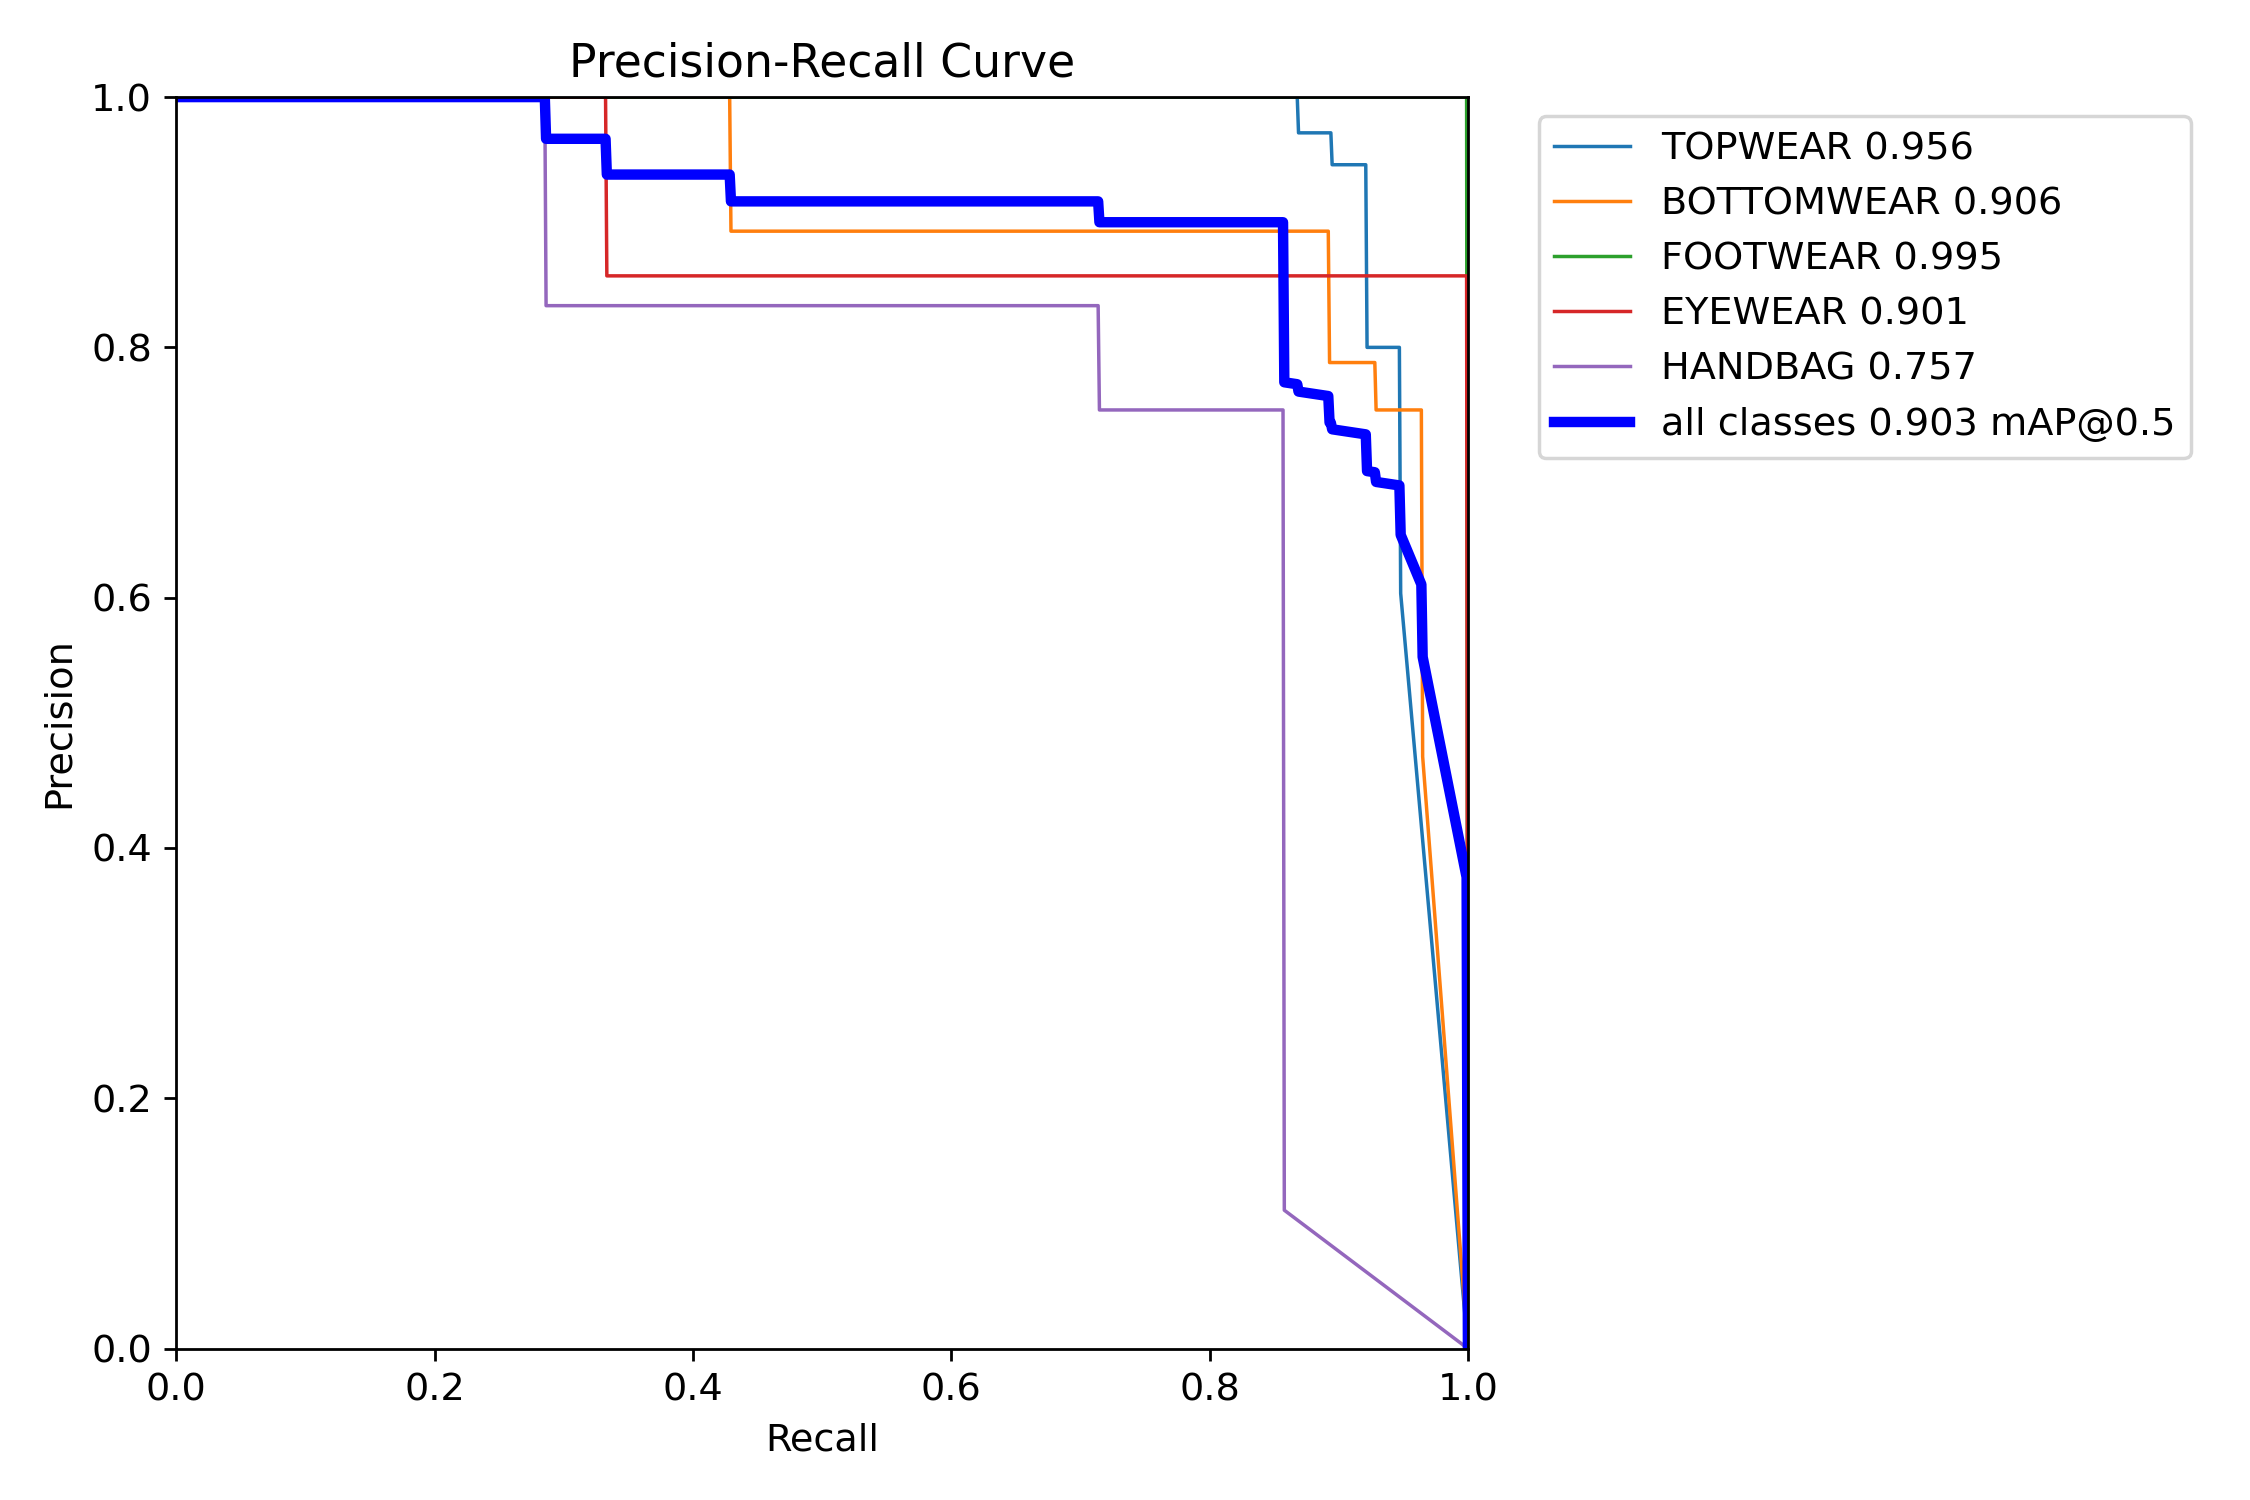 Precision-Recall Curve
1.0
0.8
0.6
0.4
0.2
0.0
Precision
0.0 0.2 0.4 0.6 0.8 1.0
Recall
TOPWEAR 0.956
BOTTOMWEAR 0.906
FOOTWEAR 0.995
EYEWEAR 0.901
HANDBAG 0.757
all classes 0.903 mAP@0.5